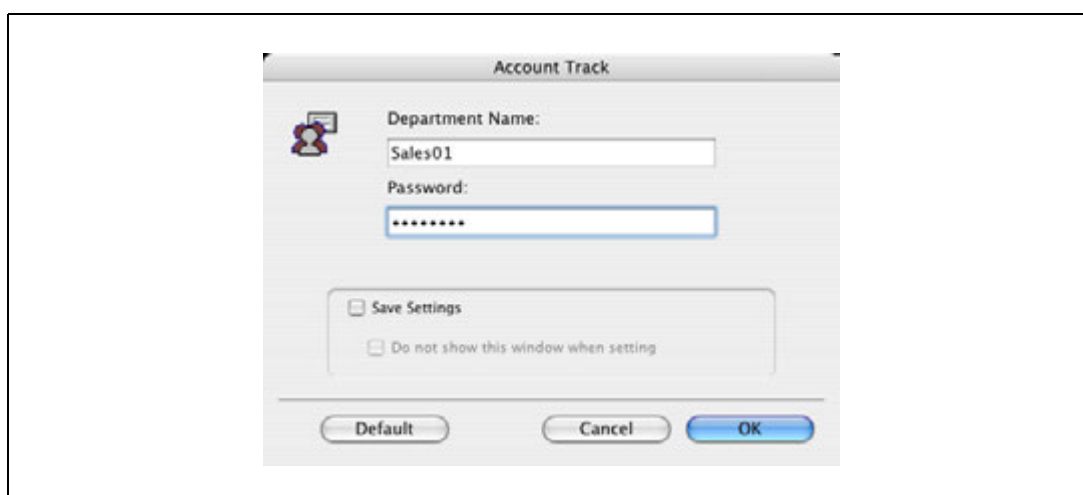 Account Track
Department Name:
Sales01
Password:
••••••••
Save Settings
Do not show this window when setting
Default Cancel OK